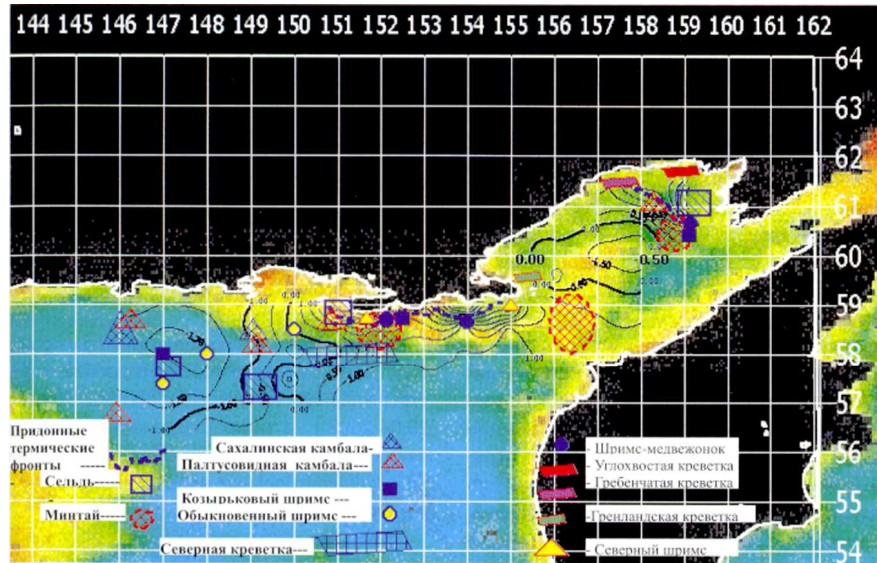 144 145 146 147 148 149 150 151 152 153 154 155 156 157 158 159 160 161 162
64
63
62
61
60
59
58
57
56
55
54
0.00
-0.50
Придонные
термические
фронты -----
Сельдь-----
Минтай-----
Сахалинская камбала-
Палтусовидная камбала---
Козырьковый шримс ---
Обыкновенный шримс ---
Северная креветка---
- Шримс-медвежонок
- Углохвостая креветка
- Гребенчатая креветка
-Гренландская креветка
- Северный шримс